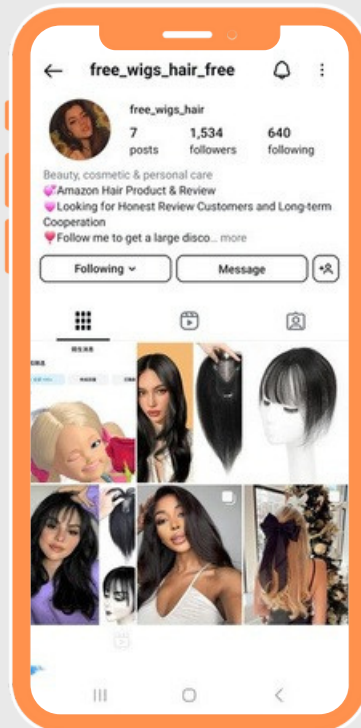 free_wigs_hair_free
free_wigs_hair
7 1,534 640
posts followers following
Beauty, cosmetic & personal care
💞Amazon Hair Product & Review
💗Looking for Honest Review Customers and Long-term
Cooperation
🌹Follow me to get a large disco... more
Following
Message